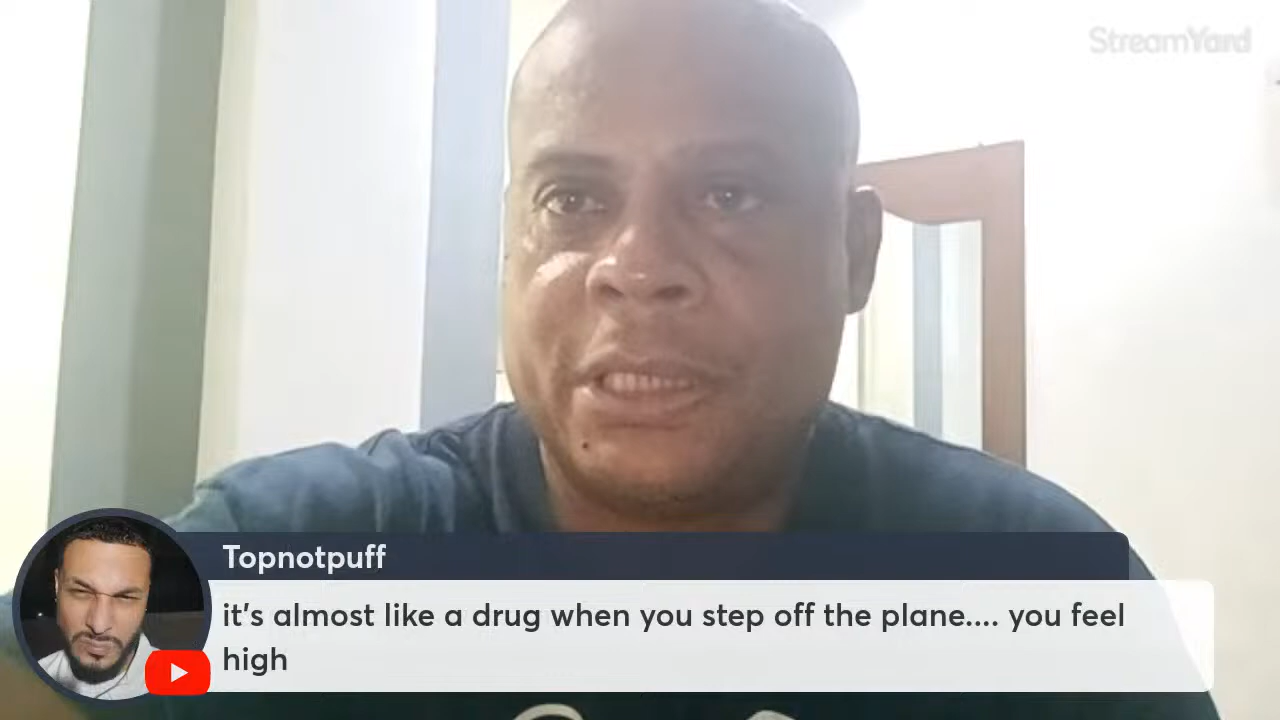 StreamYard
Topnotpuff
it's almost like a drug when you step off the plane.... you feel
high